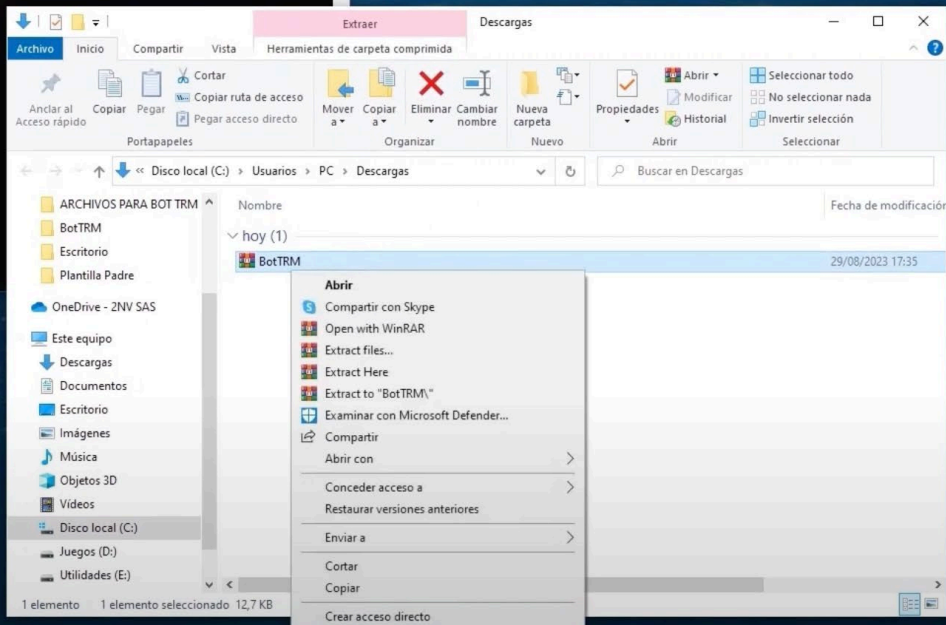 Extraer
Descargas
Archivo
Inicio
Compartir
Vista
Herramientas de carpeta comprimida
Anclar al
Acceso rápido
Copiar
Pegar
Cortar
Copiar ruta de acceso
Pegar acceso directo
Portapapeles
Mover
a
Copiar
a
Eliminar
Cambiar
nombre
Organizar
Nueva
carpeta
Nuevo
Propiedades
Abrir
Modificar
Historial
Abrir
Seleccionar todo
No seleccionar nada
Invertir selección
Seleccionar
« Disco local (C:) > Usuarios > PC > Descargas
Buscar en Descargas
ARCHIVOS PARA BOT TRM
BotTRM
Escritorio
Plantilla Padre
OneDrive - 2NV SAS
Este equipo
Descargas
Documentos
Escritorio
Imágenes
Música
Objetos 3D
Vídeos
Disco local (C:)
Juegos (D:)
Utilidades (E:)
Nombre
Fecha de modificación
hoy (1)
BotTRM
29/08/2023 17:35
Abrir
Compartir con Skype
Open with WinRAR
Extract files...
Extract Here
Extract to "BotTRM\"
Examinar con Microsoft Defender...
Compartir
Abrir con
Conceder acceso a
Restaurar versiones anteriores
Enviar a
Cortar
Copiar
Crear acceso directo
1 elemento
1 elemento seleccionado 12,7 KB